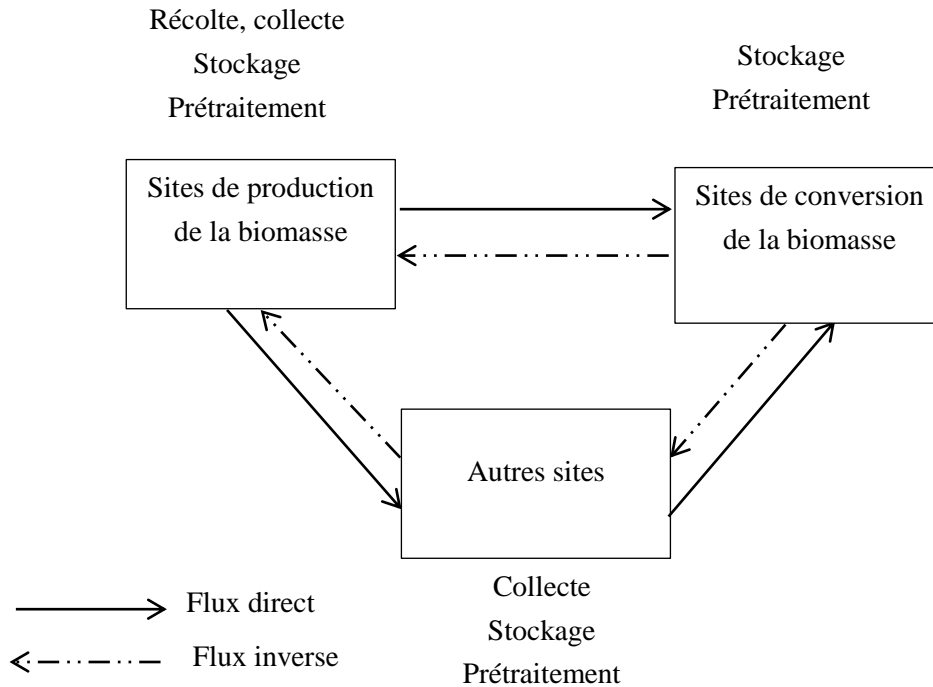 Récolte, collecte
Stockage
Prétraitement
Stockage
Prétraitement
Sites de production
de la biomasse
Sites de conversion
de la biomasse
Autres sites
Collecte
Stockage
Prétraitement
Flux direct
Flux inverse